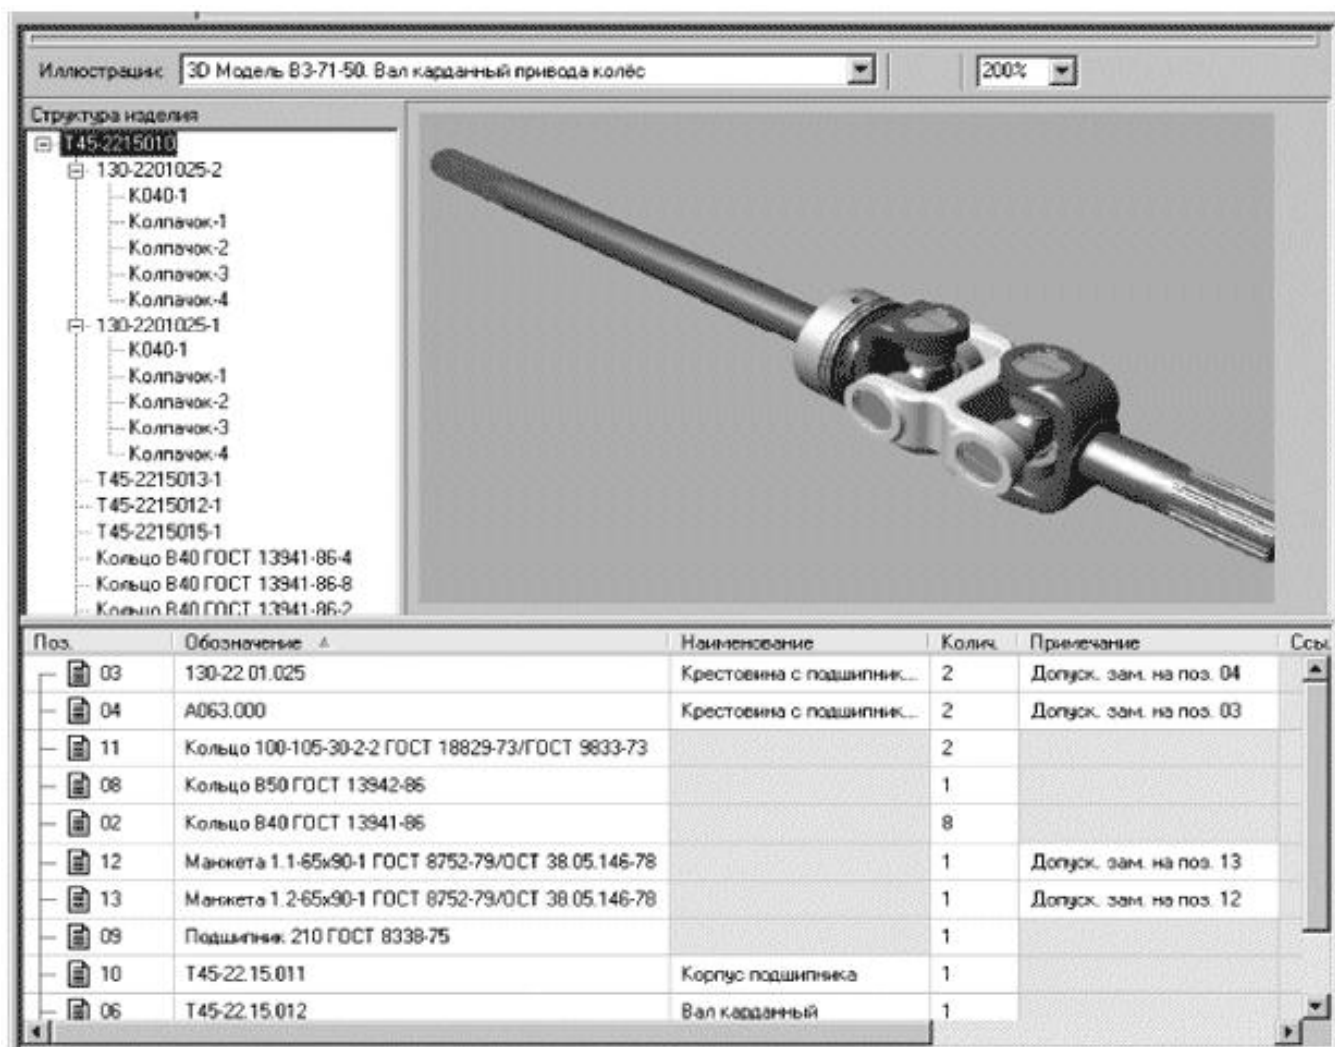 Иллюстрации: 3D Модель ВЗ-71-50. Вал карданный привода колёс 200%
Структура изделия
Т45-2215010
130-2201025-2
К040-1
Колпачок-1
Колпачок-2
Колпачок-3
Колпачок-4
130-2201025-1
К040-1
Колпачок-1
Колпачок-2
Колпачок-3
Колпачок-4
Т45-2215013-1
Т45-2215012-1
Т45-2215015-1
Кольцо В40 ГОСТ 13941-86-4
Кольцо В40 ГОСТ 13941-86-8
Кольцо В40 ГОСТ 13941-86-2
Поз. Обозначение Наименование Колич. Примечание Ссы
03 130-22.01.025 Крестовина с подшипник... 2 Допуск. зам. на поз. 04
04 А063.000 Крестовина с подшипник... 2 Допуск. зам. на поз. 03
11 Кольцо 100-105-30-2-2 ГОСТ 18829-73/ГОСТ 9833-73 2
08 Кольцо В50 ГОСТ 13942-86 1
02 Кольцо В40 ГОСТ 13941-86 8
12 Манжета 1.1-65х90-1 ГОСТ 8752-79/ОСТ 38.05.146-78 1 Допуск. зам. на поз. 13
13 Манжета 1.2-65х90-1 ГОСТ 8752-79/ОСТ 38.05.146-78 1 Допуск. зам. на поз. 12
09 Подшипник 210 ГОСТ 8338-75 1
10 Т45-22.15.011 Корпус подшипника 1
06 Т45-22.15.012 Вал карданный 1